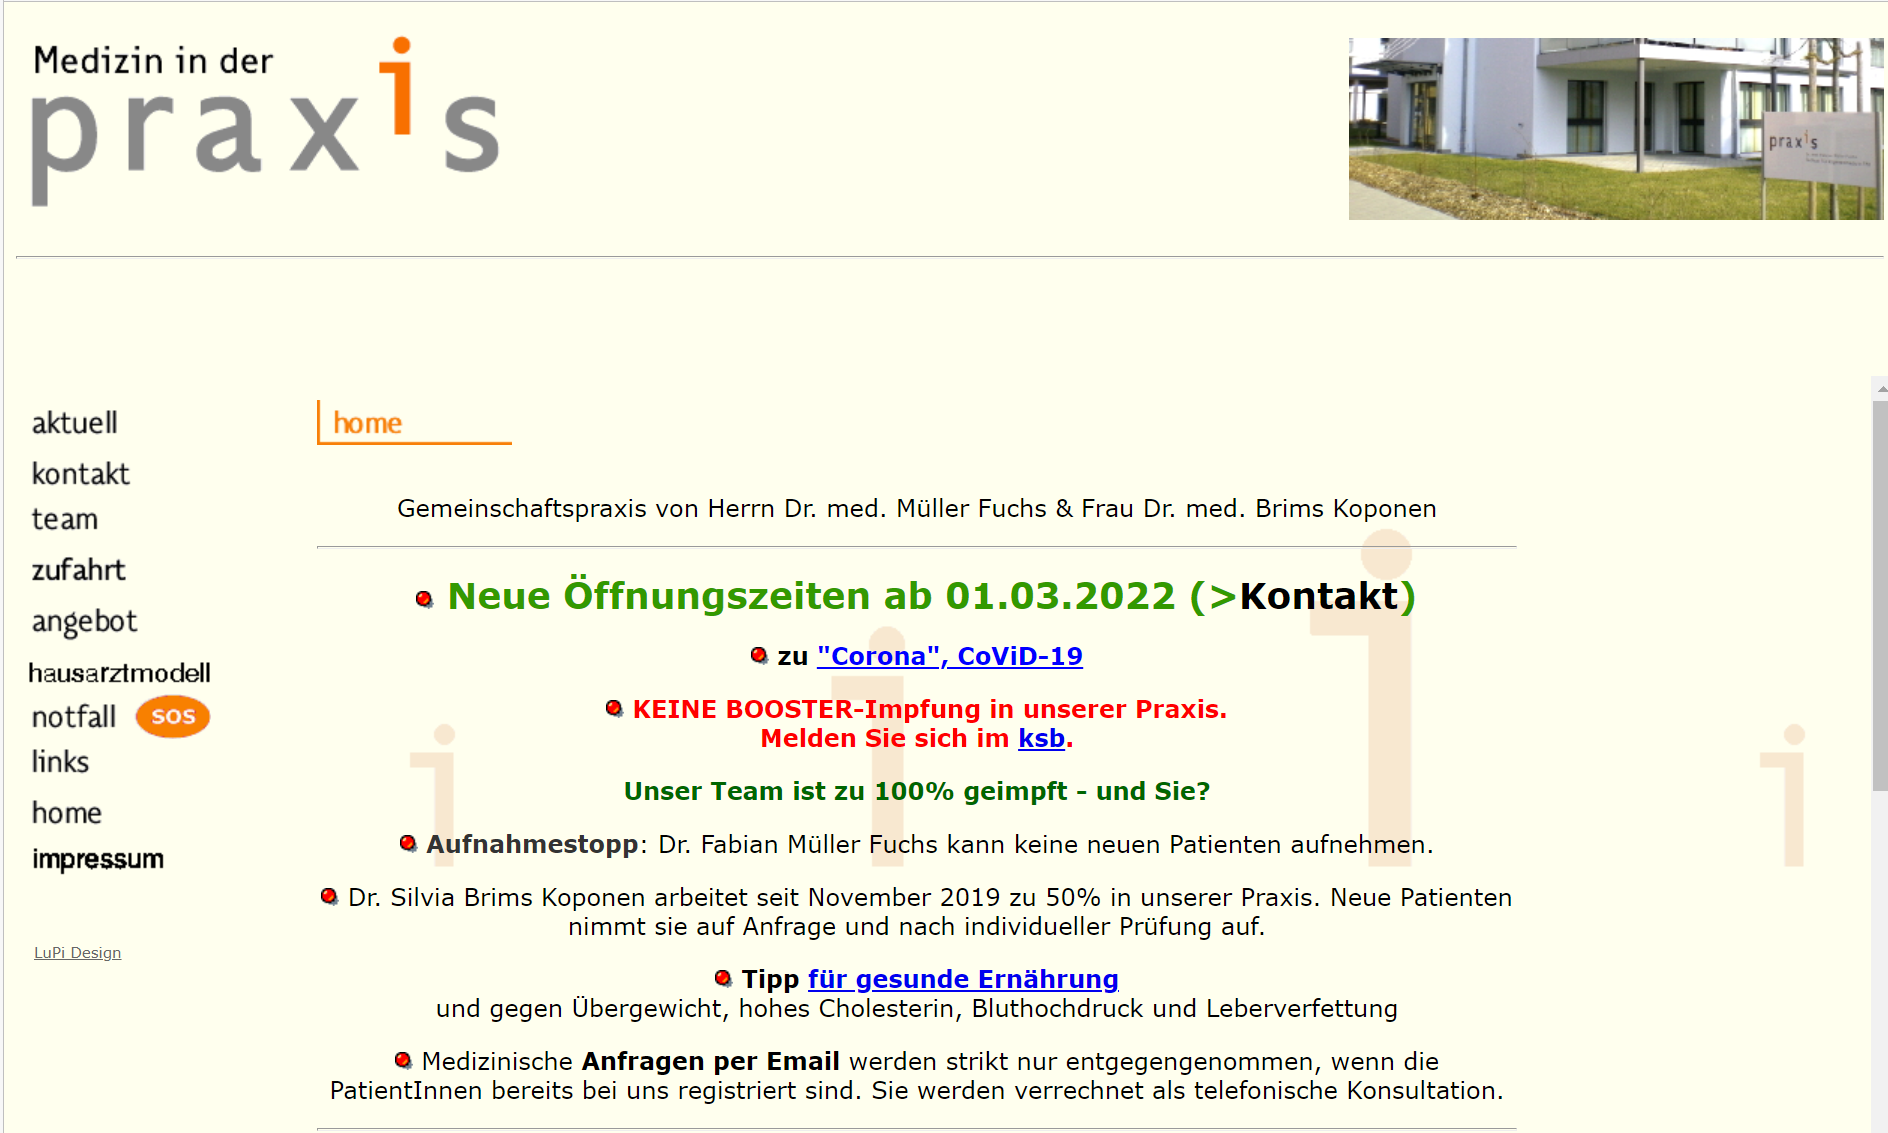 Medizin in der
praxis
praxis
aktuell
kontakt
team
zufahrt
angebot
hausarztmodell
notfall SOS
links
home
impressum
LuPi Design
home
Gemeinschaftspraxis von Herrn Dr. med. Müller Fuchs & Frau Dr. med. Brims Koponen
Neue Öffnungszeiten ab 01.03.2022 (>Kontakt)
zu "Corona", CoViD-19
KEINE BOOSTER-Impfung in unserer Praxis.
Melden Sie sich im ksb.
Unser Team ist zu 100% geimpft - und Sie?
Aufnahmestopp: Dr. Fabian Müller Fuchs kann keine neuen Patienten aufnehmen.
Dr. Silvia Brims Koponen arbeitet seit November 2019 zu 50% in unserer Praxis. Neue Patienten
nimmt sie auf Anfrage und nach individueller Prüfung auf.
Tipp für gesunde Ernährung
und gegen Übergewicht, hohes Cholesterin, Bluthochdruck und Leberverfettung
Medizinische Anfragen per Email werden strikt nur entgegengenommen, wenn die
PatientInnen bereits bei uns registriert sind. Sie werden verrechnet als telefonische Konsultation.